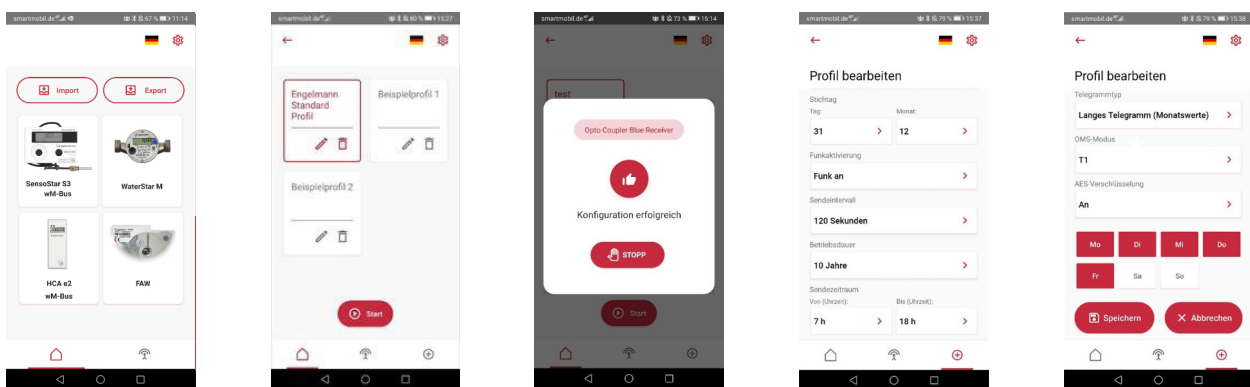 smartmobil.de 67 % 11:14
Import
Export
SensoStar S3
wM-Bus
WaterStar M
HCA e2
wM-Bus
FAW
smartmobil.de 80 % 15:27
Engelmann
Standard
Profil
Beispielprofil 1
Beispielprofil 2
Start
smartmobil.de 73 % 15:14
test
Opto Coupler Blue Receiver
Konfiguration erfolgreich
STOPP
Start
smartmobil.de 79 % 15:37
Profil bearbeiten
Stichtag
Tag: Monat:
31 12
Funkaktivierung
Funk an
Sendeintervall
120 Sekunden
Betriebsdauer
10 Jahre
Sendezeitraum
Von (Uhrzeit): Bis (Uhrzeit):
7 h 18 h
smartmobil.de 79 % 15:38
Profil bearbeiten
Telegrammtyp
Langes Telegramm (Monatswerte)
OMS-Modus
T1
AES-Verschlüsselung
An
Mo Di Mi Do
Fr Sa So
Speichern
Abbrechen